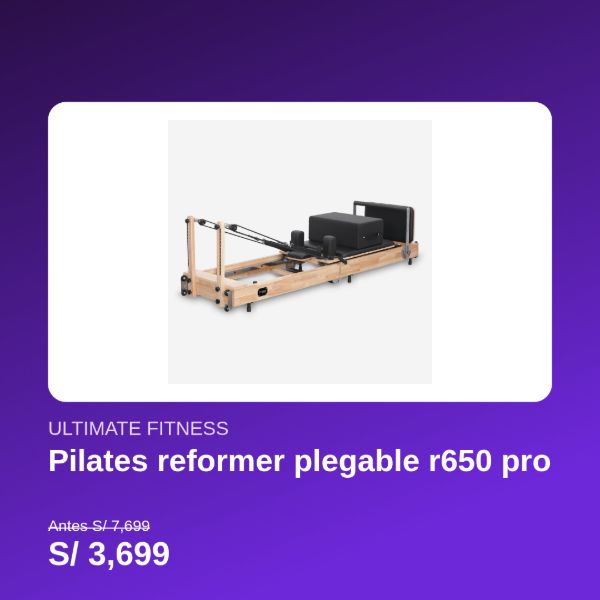 ULTIMATE FITNESS
Pilates reformer plegable r650 pro
Antes S/ 7,699
S/ 3,699